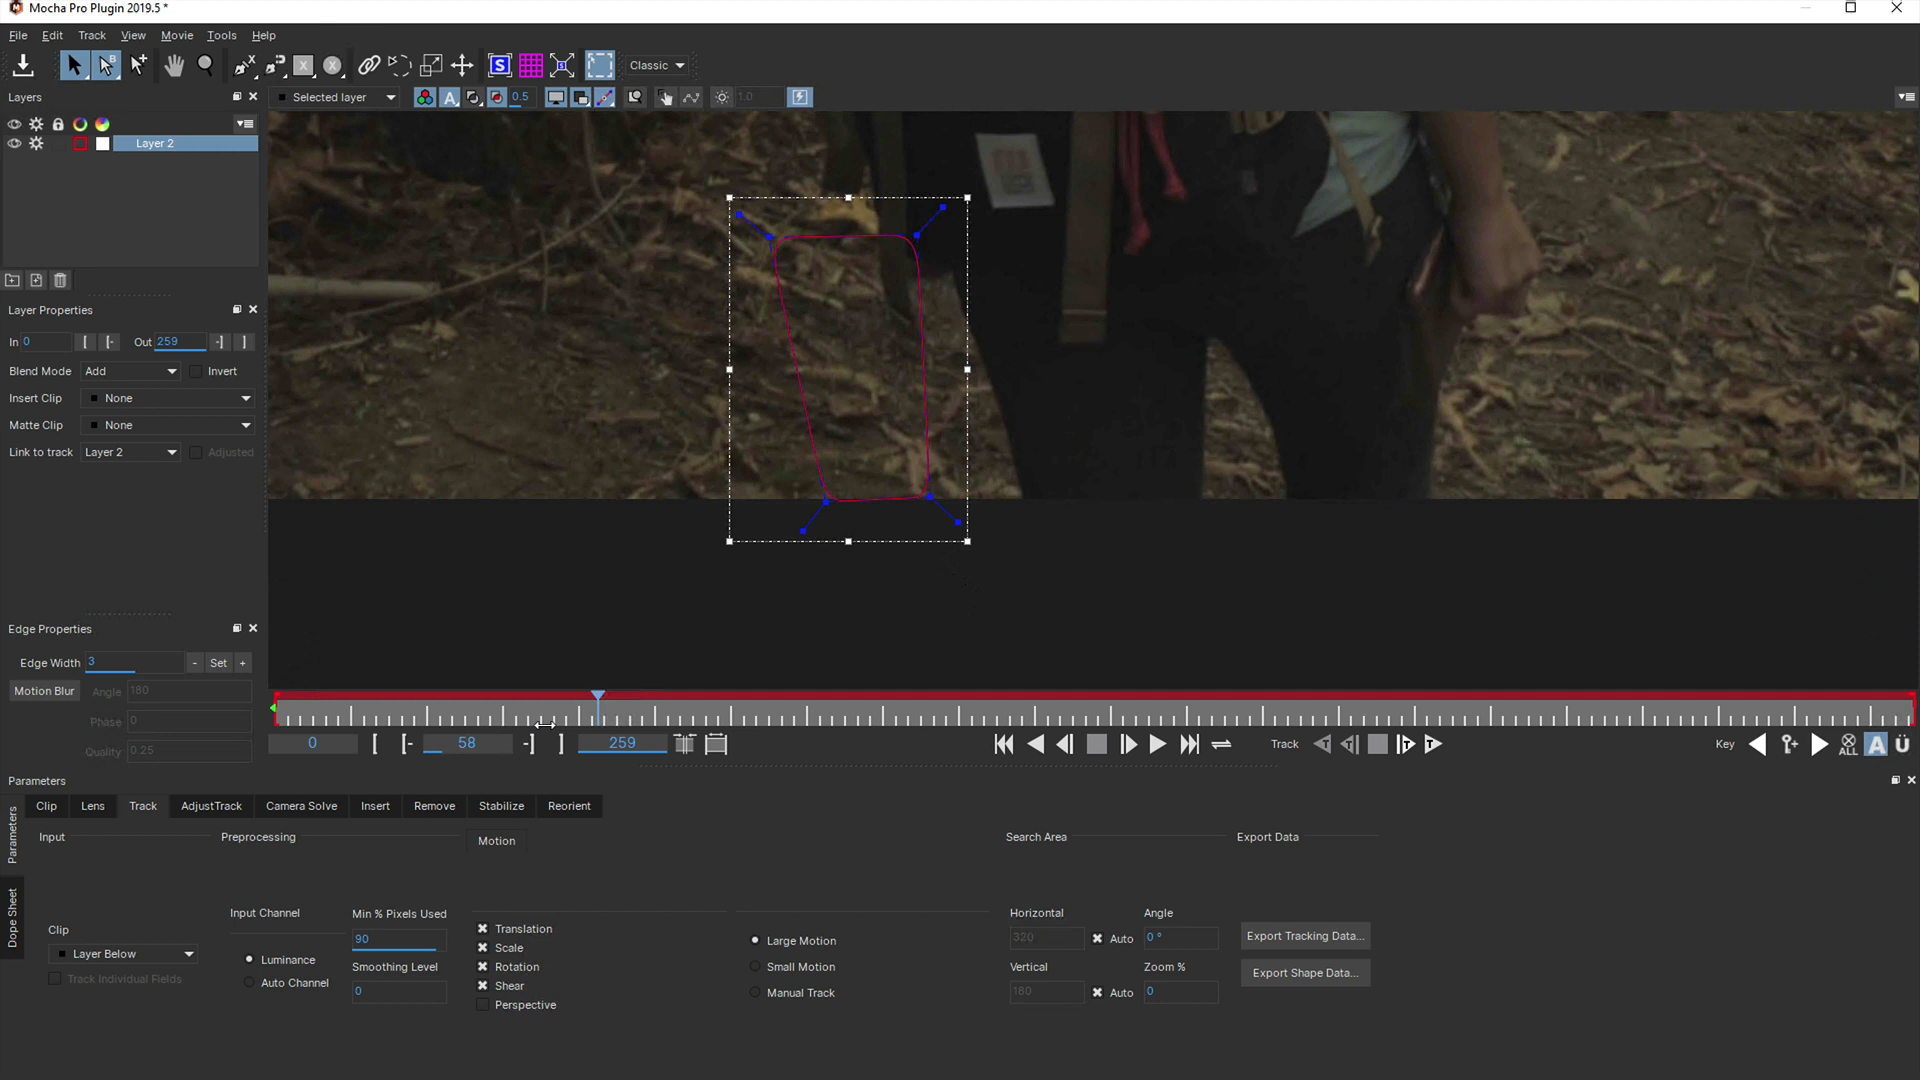 Mocha Pro Plugin 2019.5 *
File Edit Track View Movie Tools Help
Classic
Layers
Selected layer
0.5
1.0
Layer 2
Layer Properties
In 0 Out 259
Blend Mode Add Invert
Insert Clip None
Matte Clip None
Link to track Layer 2 Adjusted
Edge Properties
Edge Width 3 - Set +
Motion Blur Angle 180
Phase 0
Quality 0.25
0 58 259 Track Key ALL
Parameters
Clip Lens Track AdjustTrack Camera Solve Insert Remove Stabilize Reorient
Parameters
Dope Sheet
Input Preprocessing Motion Search Area Export Data
Input Channel Min % Pixels Used Horizontal Angle
Clip 90 Translation Large Motion 320 Auto 0 ° Export Tracking Data...
Layer Below Luminance Smoothing Level Scale Rotation Small Motion Vertical Zoom % Export Shape Data...
Track Individual Fields Auto Channel 0 Shear Manual Track 180 Auto 0
Perspective